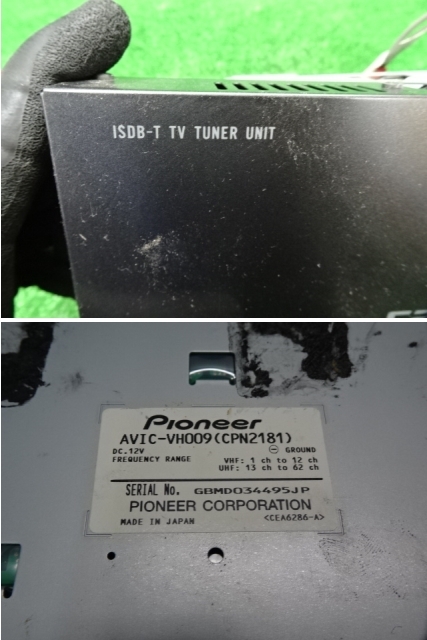 ISDB-T TV TUNER UNIT
Pioneer
AVIC-VH009(CPN2181)
DC.12V ⊖ GROUND
FREQUENCY RANGE VHF: 1 ch to 12 ch
UHF: 13 ch to 62 ch
SERIAL No. GBMD034495JP
PIONEER CORPORATION
MADE IN JAPAN <CEA6286-A>